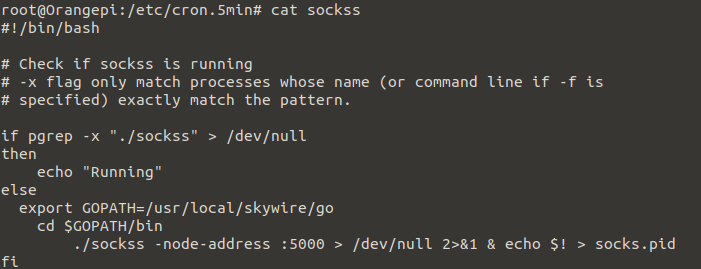 root@Orangepi:/etc/cron.5min# cat sockss
#!/bin/bash

# Check if sockss is running
# -x flag only match processes whose name (or command line if -f is
# specified) exactly match the pattern.

if pgrep -x "./sockss" > /dev/null
then
    echo "Running"
else
  export GOPATH=/usr/local/skywire/go
    cd $GOPATH/bin
        ./sockss -node-address :5000 > /dev/null 2>&1 & echo $! > socks.pid
fi